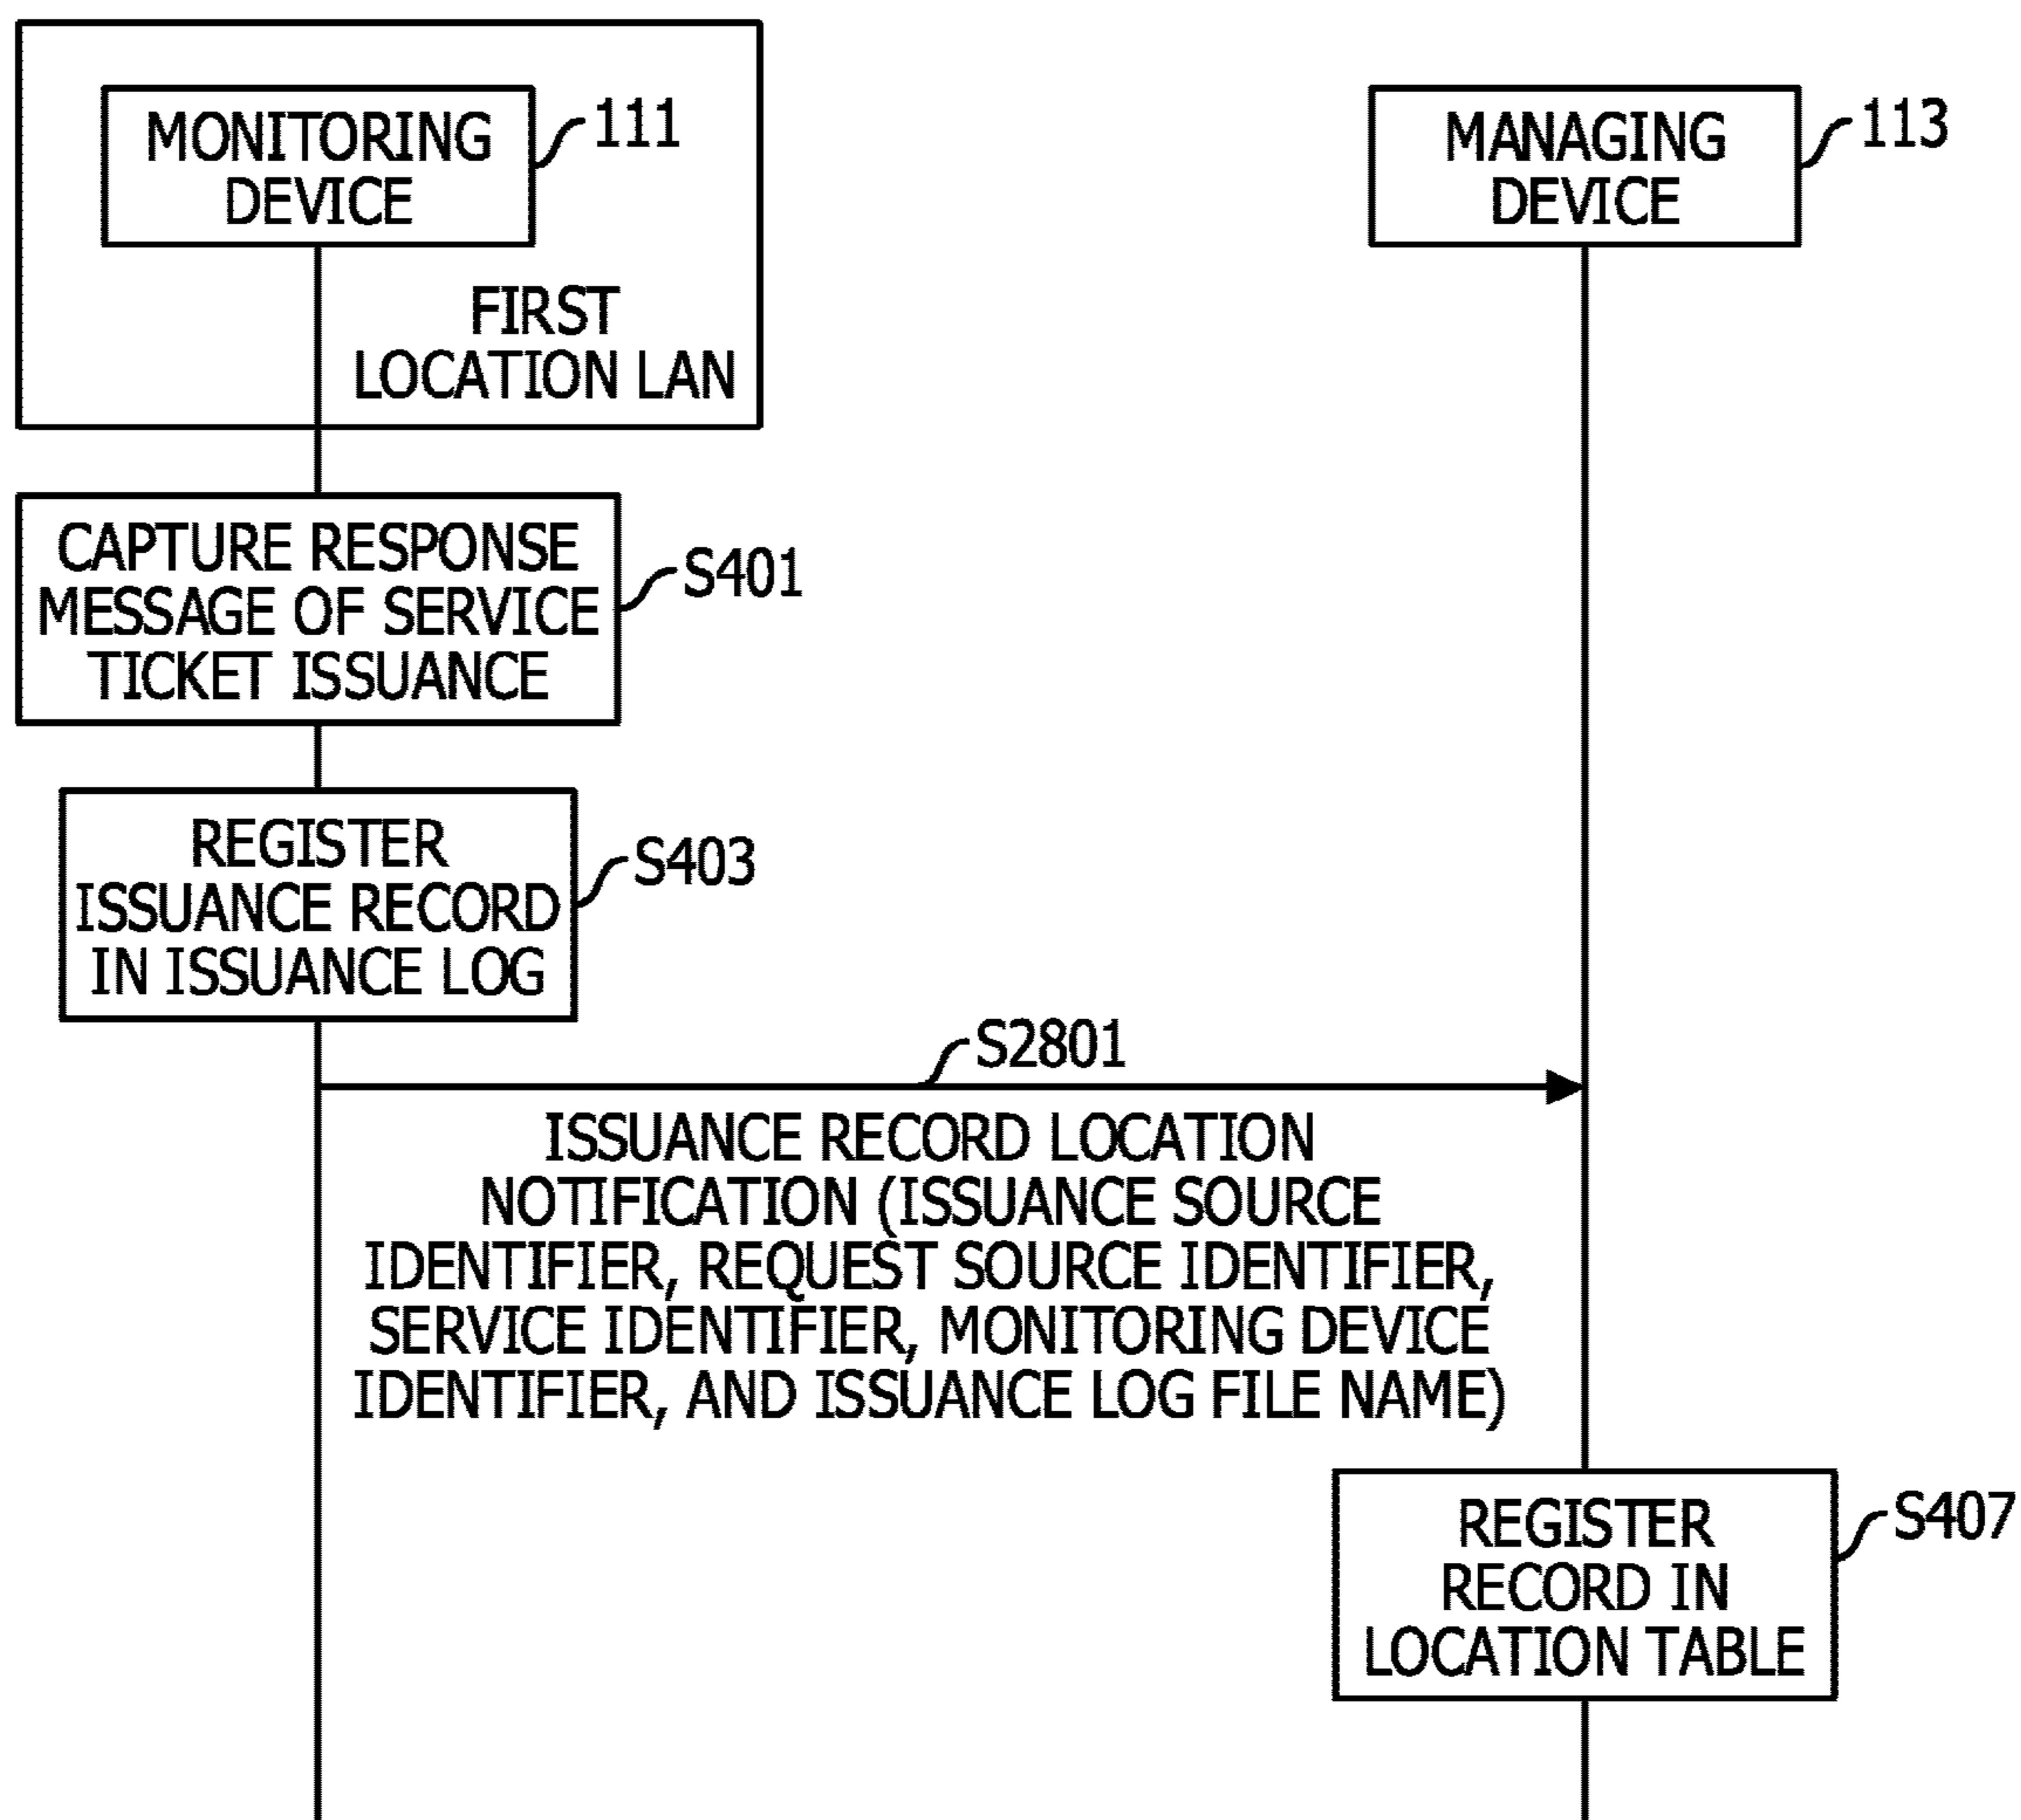 MONITORING
DEVICE
111
MANAGING
DEVICE
113
FIRST
LOCATION LAN
CAPTURE RESPONSE
MESSAGE OF SERVICE
TICKET ISSUANCE
S401
REGISTER
ISSUANCE RECORD
IN ISSUANCE LOG
S403
S2801
ISSUANCE RECORD LOCATION
NOTIFICATION (ISSUANCE SOURCE
IDENTIFIER, REQUEST SOURCE IDENTIFIER,
SERVICE IDENTIFIER, MONITORING DEVICE
IDENTIFIER, AND ISSUANCE LOG FILE NAME)
REGISTER
RECORD IN
LOCATION TABLE
S407